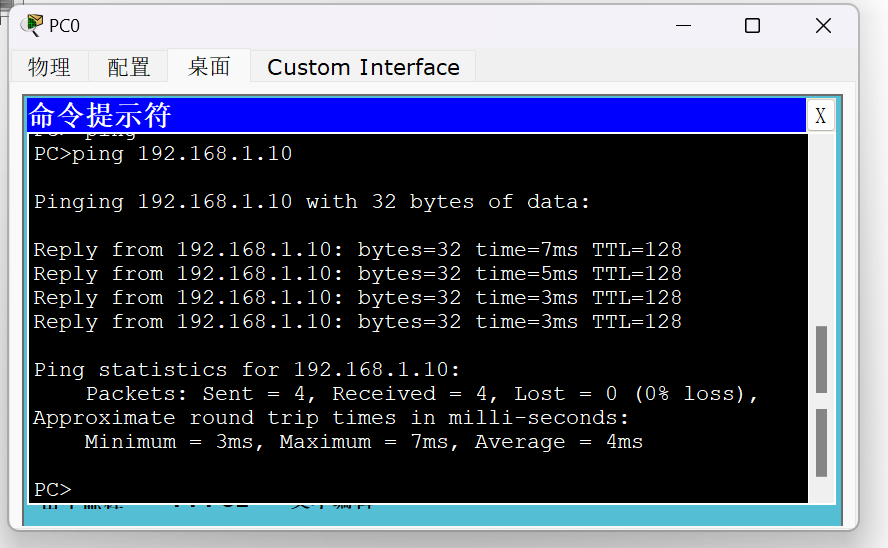 PC0
物理 配置 桌面 Custom Interface
命令提示符 X
PC>ping 192.168.1.10
Pinging 192.168.1.10 with 32 bytes of data:
Reply from 192.168.1.10: bytes=32 time=7ms TTL=128
Reply from 192.168.1.10: bytes=32 time=5ms TTL=128
Reply from 192.168.1.10: bytes=32 time=3ms TTL=128
Reply from 192.168.1.10: bytes=32 time=3ms TTL=128
Ping statistics for 192.168.1.10:
Packets: Sent = 4, Received = 4, Lost = 0 (0% loss),
Approximate round trip times in milli-seconds:
Minimum = 3ms, Maximum = 7ms, Average = 4ms
PC>